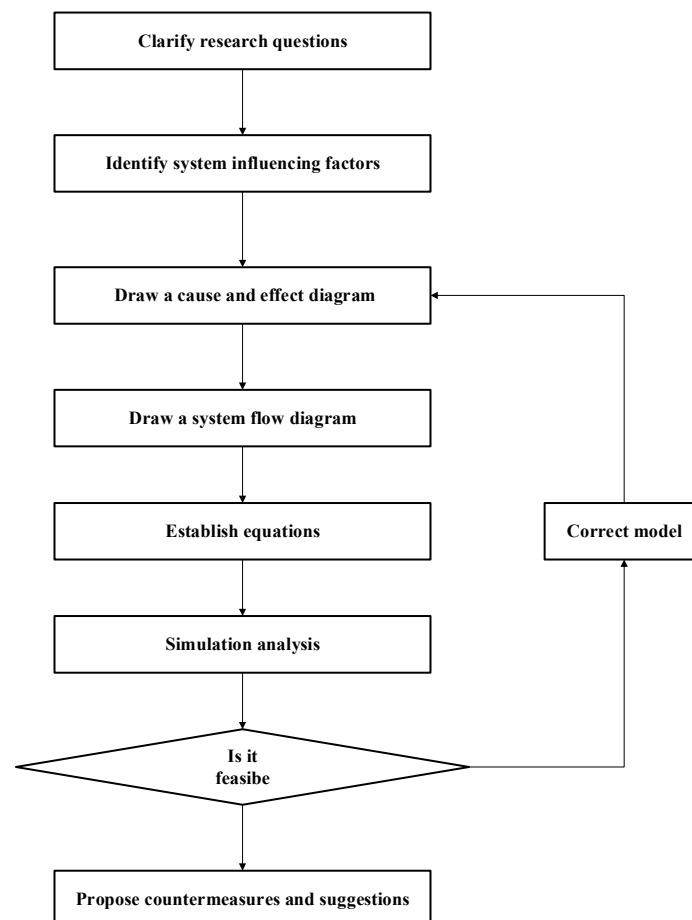 Clarify research questions
Identify system influencing factors
Draw a cause and effect diagram
Draw a system flow diagram
Establish equations
Correct model
Simulation analysis
Is it
feasibe
Propose countermeasures and suggestions